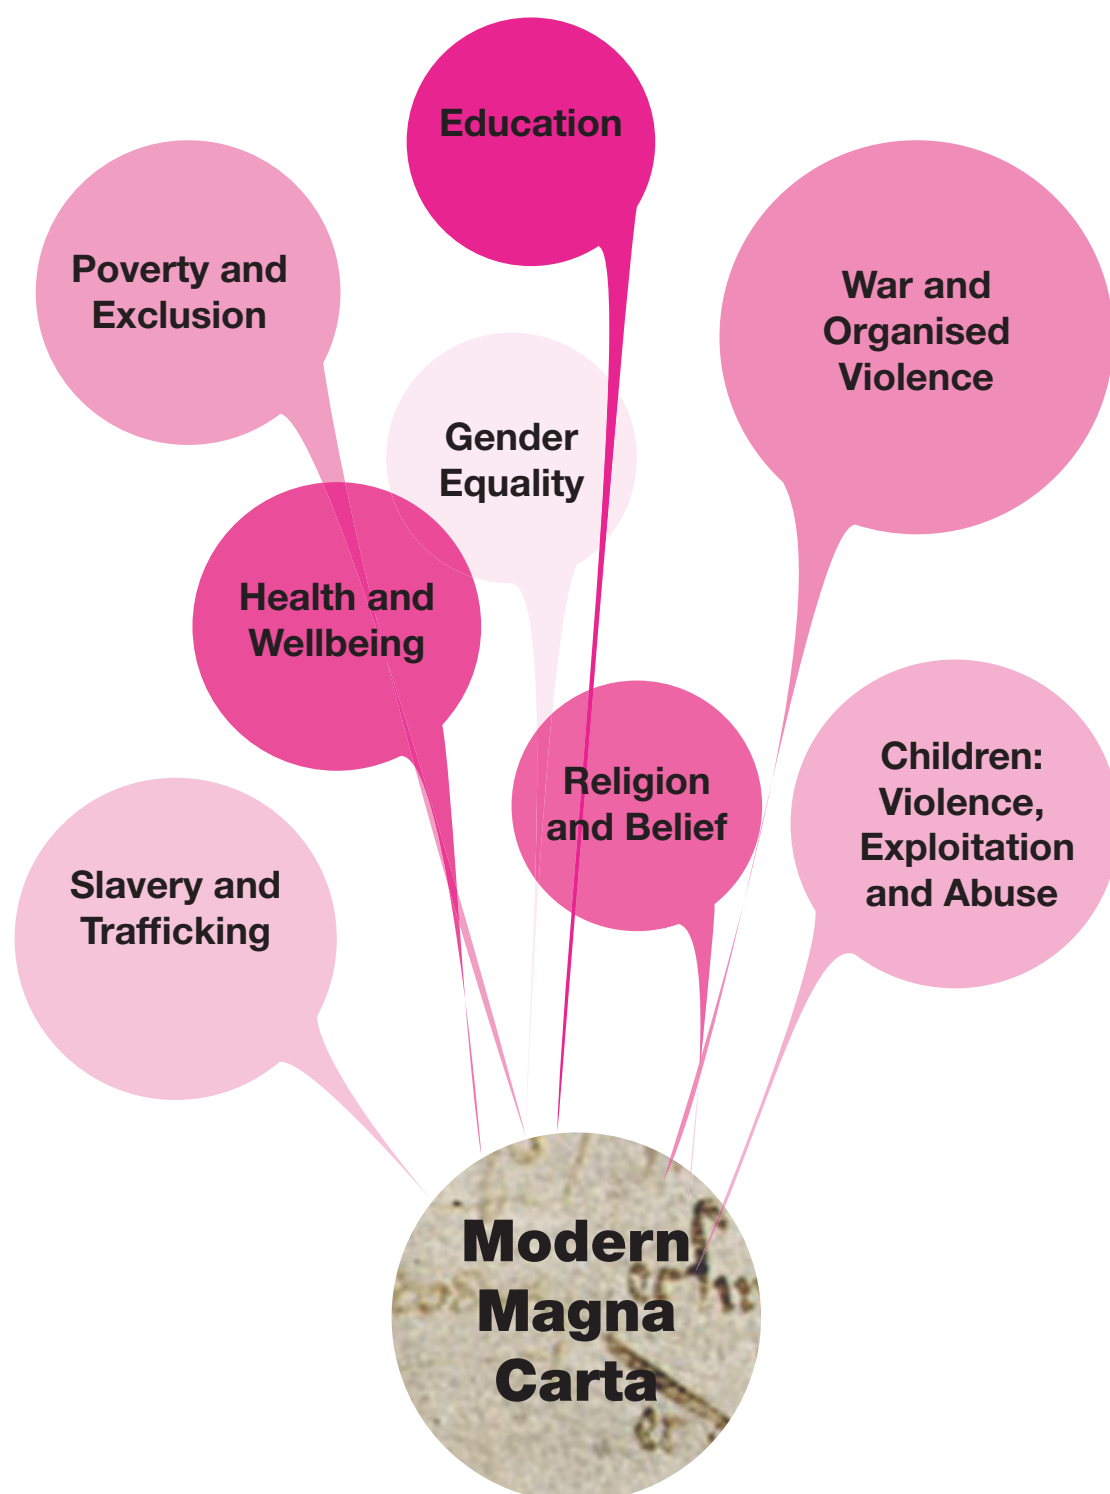 Education
Poverty and
Exclusion
War and
Organised
Violence
Gender
Equality
Health and
Wellbeing
Religion
and Belief
Children:
Violence,
Exploitation
and Abuse
Slavery and
Trafficking
Modern
Magna
Carta